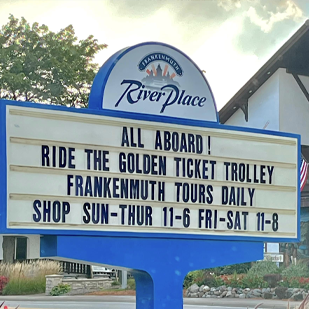 FRANKENMUTH
River Place
ALL ABOARD!
RIDE THE GOLDEN TICKET TROLLEY
FRANKENMUTH TOURS DAILY
SHOP SUN-THUR 11-6 FRI-SAT 11-8